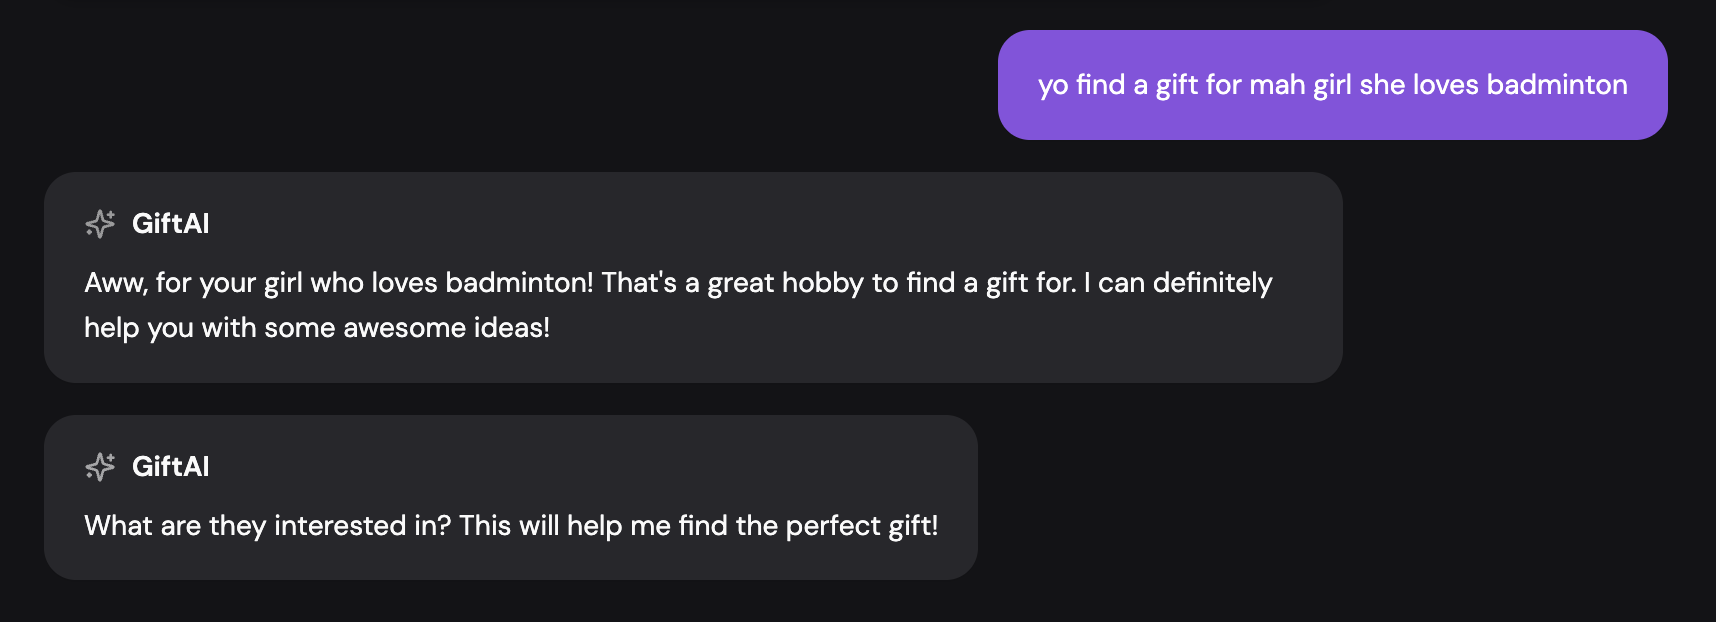 yo find a gift for mah girl she loves badminton
GiftAI
Aww, for your girl who loves badminton! That's a great hobby to find a gift for. I can definitely
help you with some awesome ideas!
GiftAI
What are they interested in? This will help me find the perfect gift!